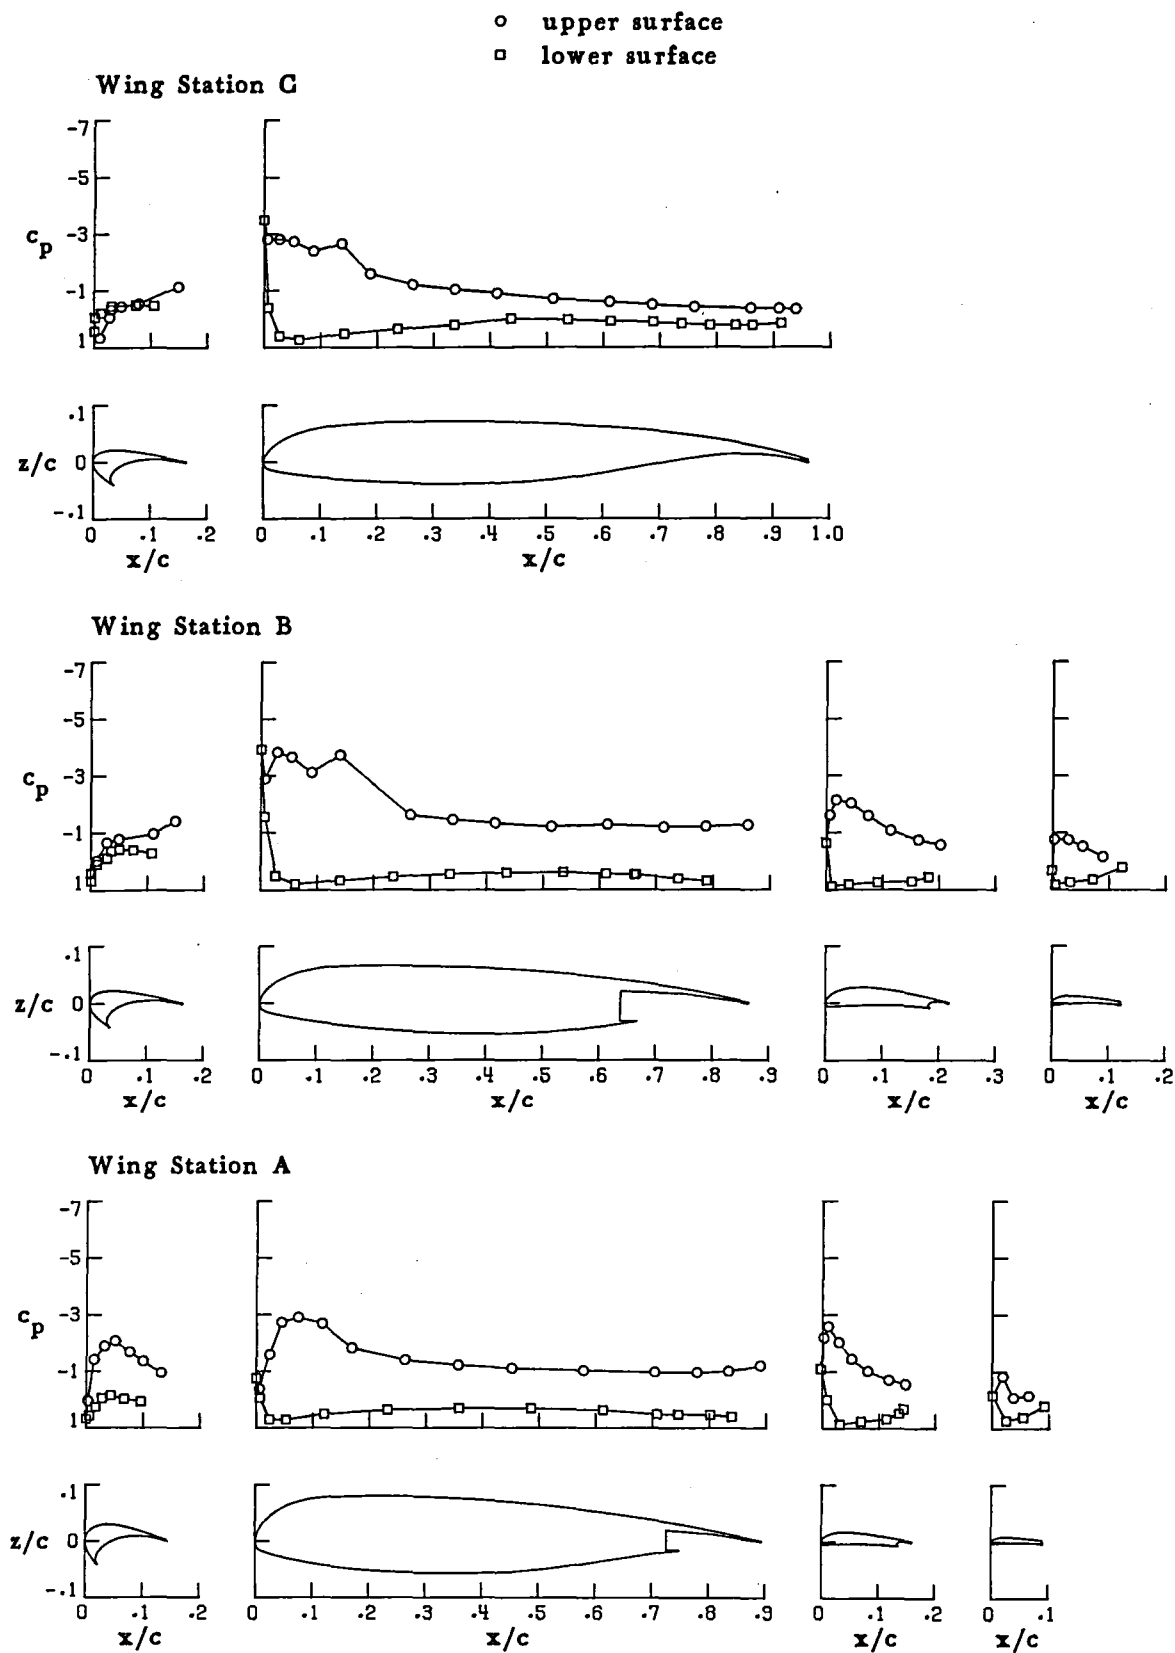 upper surface
lower surface
Wing Station C
-7
-5
-3
-1
1
c_p
.1
0
-.1
z/c
0 .1 .2
x/c
0 .1 .2 .3 .4 .5 .6 .7 .8 .9 1.0
x/c
Wing Station B
-7
-5
-3
-1
1
c_p
.1
0
-.1
z/c
0 .1 .2
x/c
0 .1 .2 .3 .4 .5 .6 .7 .8 .9
x/c
0 .1 .2 .3
x/c
0 .1 .2
x/c
Wing Station A
-7
-5
-3
-1
1
c_p
.1
0
-.1
z/c
0 .1 .2
x/c
0 .1 .2 .3 .4 .5 .6 .7 .8 .9
x/c
0 .1 .2
x/c
0 .1
x/c